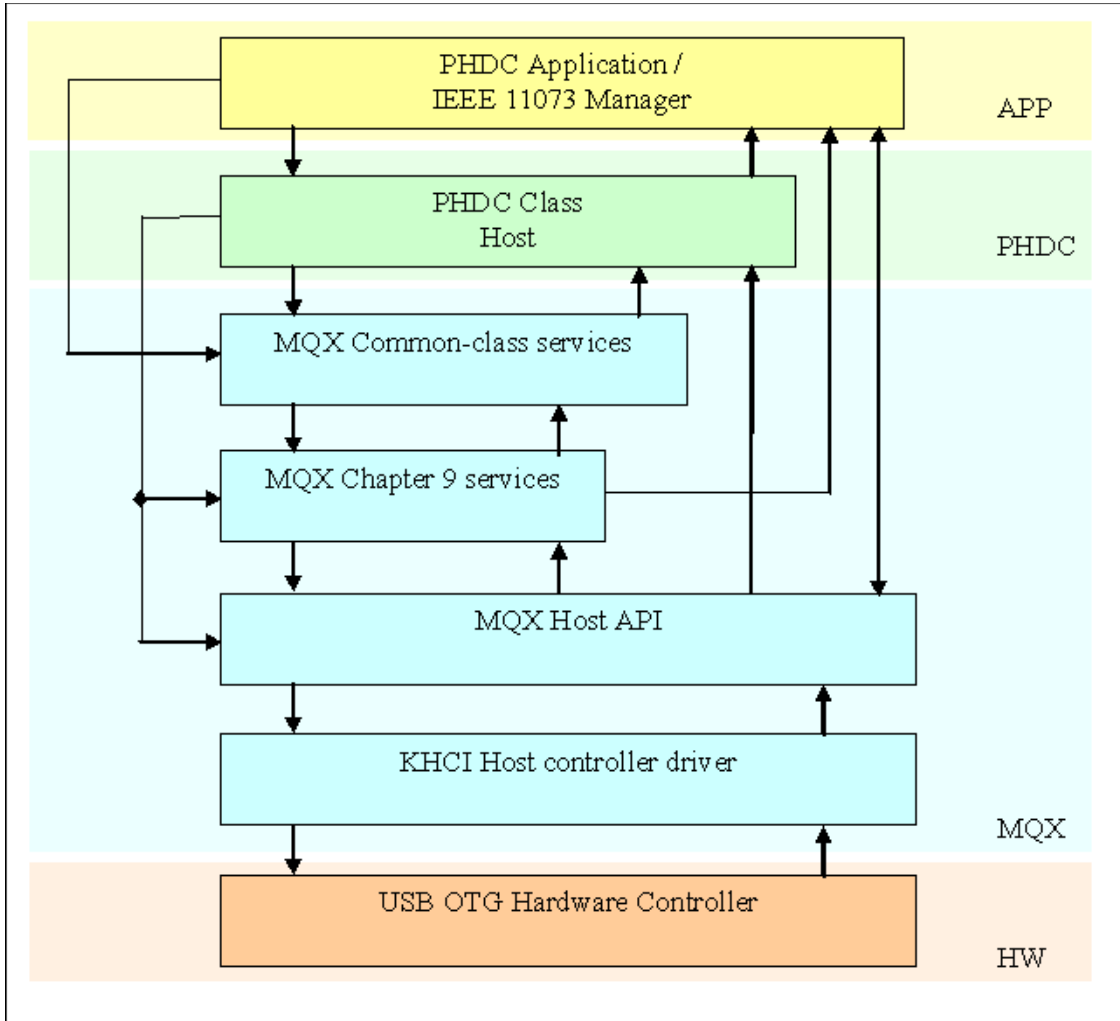 PHDC Application /
IEEE 11073 Manager
APP
PHDC Class
Host
PHDC
MQX Common-class services
MQX Chapter 9 services
MQX Host API
KHCI Host controller driver
MQX
USB OTG Hardware Controller
HW